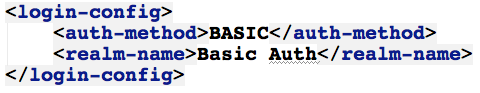 <login-config>
    <auth-method>BASIC</auth-method>
    <realm-name>Basic Auth</realm-name>
</login-config>